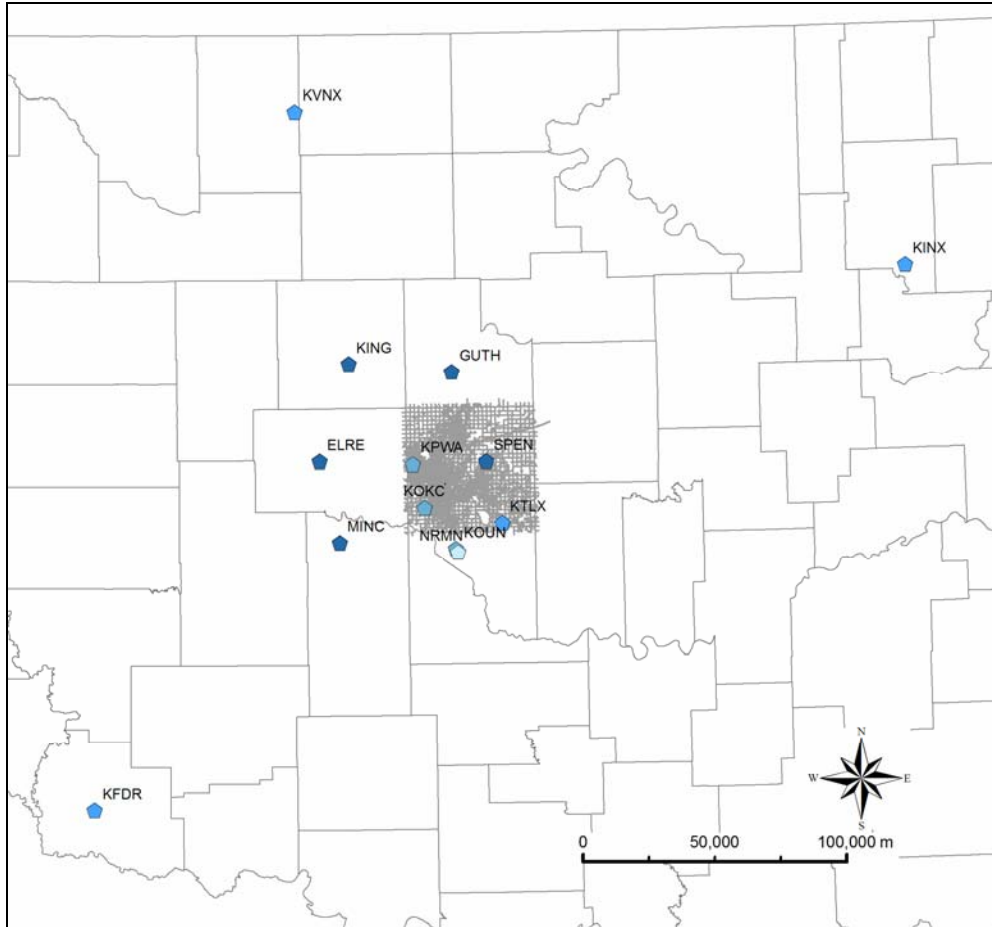 KVNX
KINX
KING
GUTH
ELRE
KPWA
SPEN
KOKC
KTLX
MINC
NRMN
KOUN
KFDR
N
W
E
S
0
50,000
100,000 m